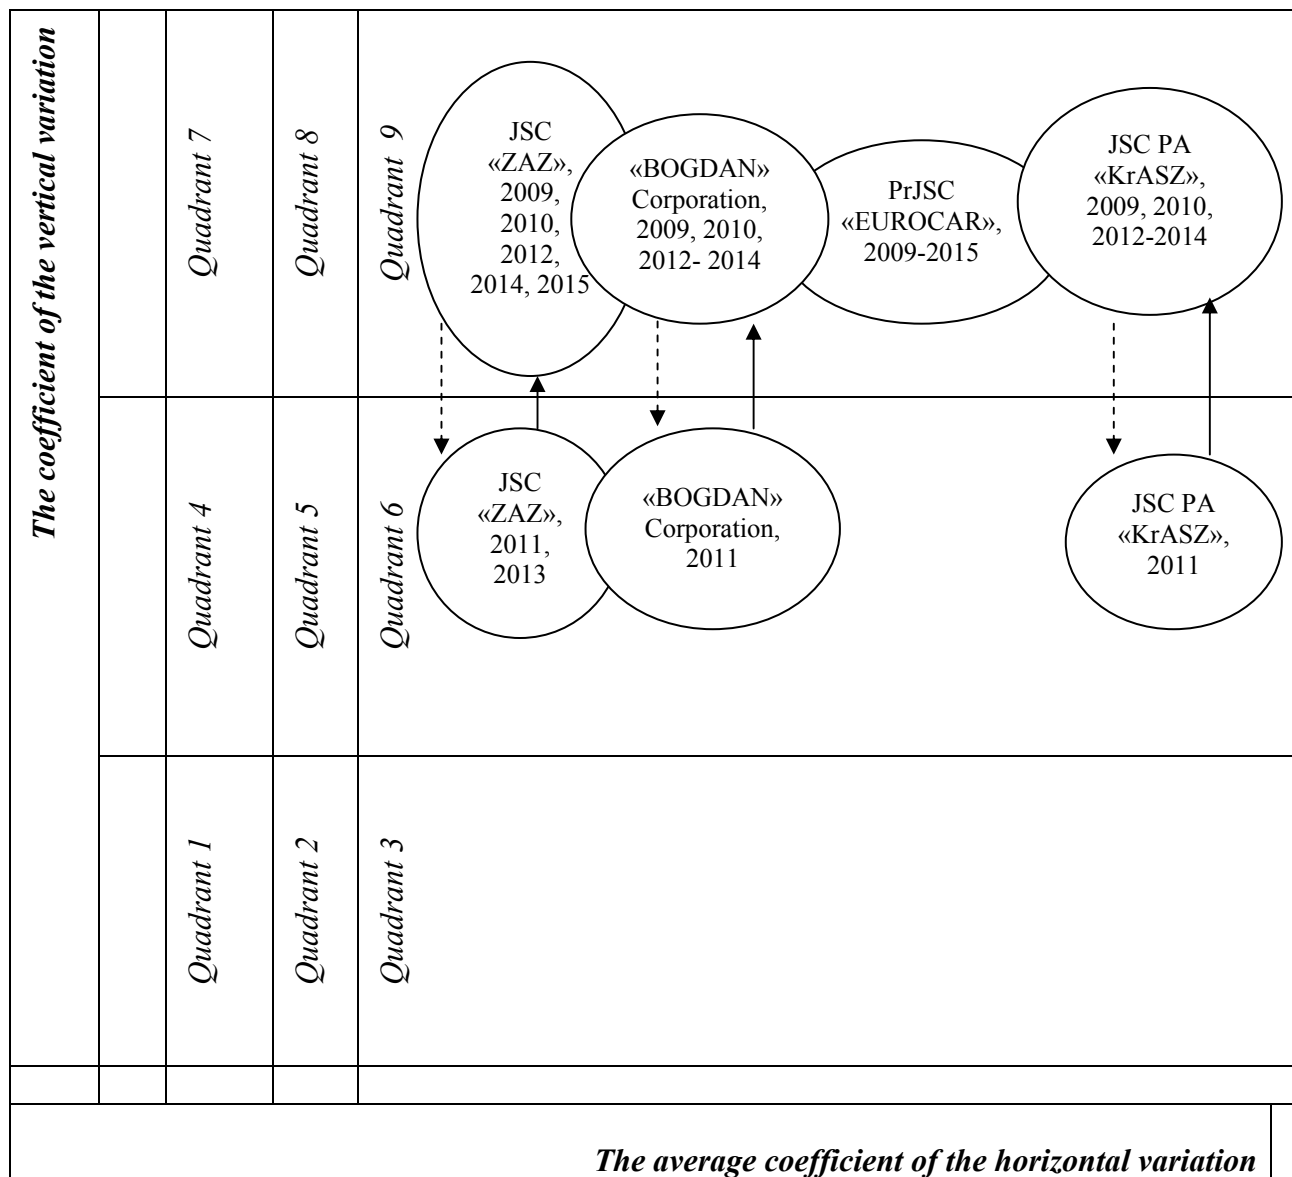 The coefficient of the vertical variation
Quadrant 7
Quadrant 8
Quadrant 9
JSC
«ZAZ»,
2009,
2010,
2012,
2014, 2015
«BOGDAN»
Corporation,
2009, 2010,
2012- 2014
PrJSC
«EUROCAR»,
2009-2015
JSC PA
«KrASZ»,
2009, 2010,
2012-2014
Quadrant 4
Quadrant 5
Quadrant 6
JSC
«ZAZ»,
2011,
2013
«BOGDAN»
Corporation,
2011
JSC PA
«KrASZ»,
2011
Quadrant 1
Quadrant 2
Quadrant 3
The average coefficient of the horizontal variation